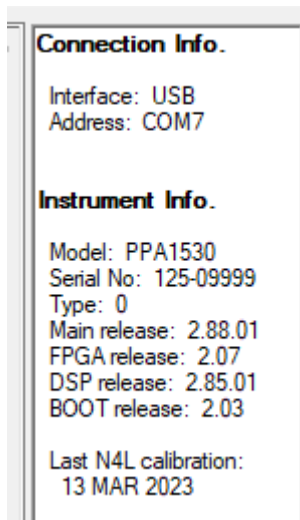 Connection Info.
Interface: USB
Address: COM7
Instrument Info.
Model: PPA1530
Serial No: 125-09999
Type: 0
Main release: 2.88.01
FPGA release: 2.07
DSP release: 2.85.01
BOOT release: 2.03
Last N4L calibration:
13 MAR 2023